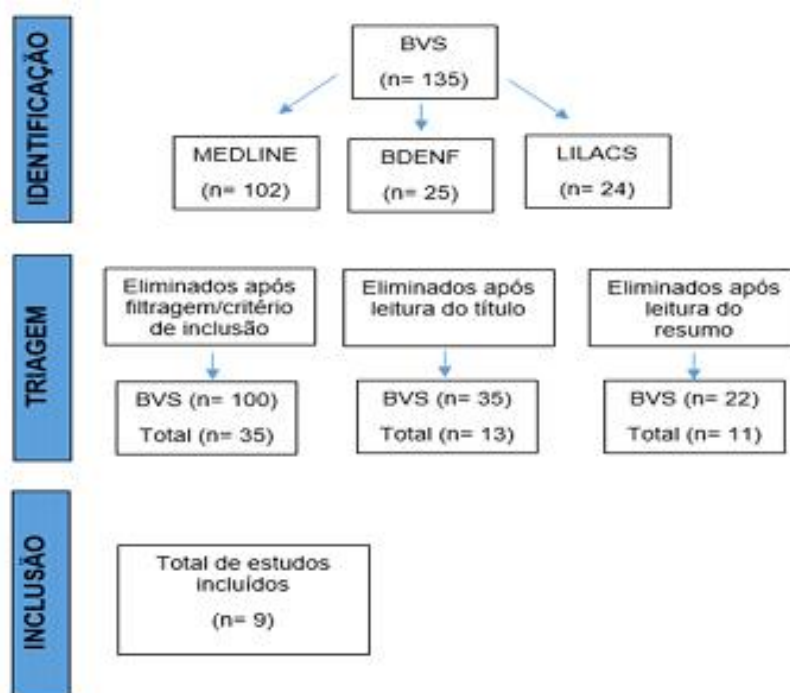 IDENTIFICAÇÃO
BVS
(n= 135)
MEDLINE
(n= 102)
BDENF
(n= 25)
LILACS
(n= 24)
TRIAGEM
Eliminados após
filtragem/critério
de inclusão
Eliminados após
leitura do título
Eliminados após
leitura do
resumo
BVS (n= 100)
Total (n= 35)
BVS (n= 35)
Total (n= 13)
BVS (n= 22)
Total (n= 11)
INCLUSÃO
Total de estudos
incluídos
(n= 9)